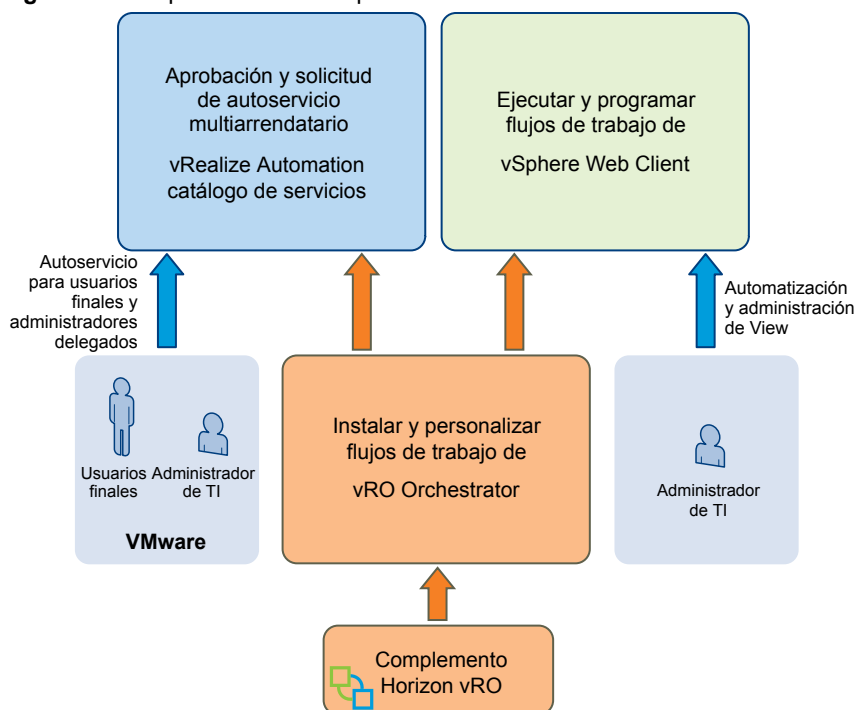 Aprobación y solicitud
de autoservicio
multiarrendatario
vRealize Automation
catálogo de servicios
Ejecutar y programar
flujos de trabajo de
vSphere Web Client
Autoservicio
para usuarios
finales y
administradores
delegados
Automatización
y administración
de View
Usuarios
finales
Administrador
de TI
VMware
Instalar y personalizar
flujos de trabajo de
vRO Orchestrator
Administrador
de TI
Complemento
Horizon vRO